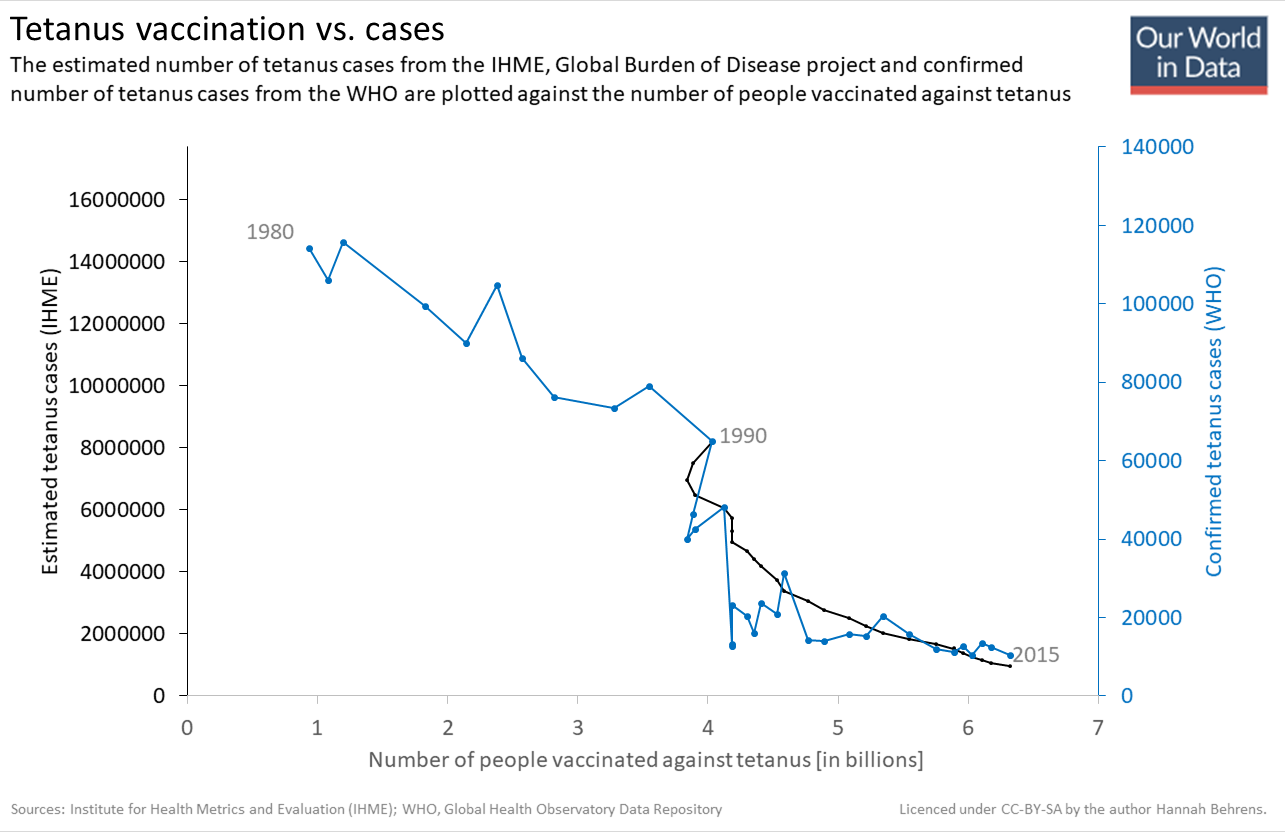 Tetanus vaccination vs. cases
The estimated number of tetanus cases from the IHME, Global Burden of Disease project and confirmed
number of tetanus cases from the WHO are plotted against the number of people vaccinated against tetanus
Our World
in Data
Estimated tetanus cases (IHME)
16000000
14000000
12000000
10000000
8000000
6000000
4000000
2000000
0
1980
1990
2015
140000
120000
100000
80000
60000
40000
20000
0
Confirmed tetanus cases (WHO)
0 1 2 3 4 5 6 7
Number of people vaccinated against tetanus [in billions]
Sources: Institute for Health Metrics and Evaluation (IHME); WHO, Global Health Observatory Data Repository
Licenced under CC-BY-SA by the author Hannah Behrens.